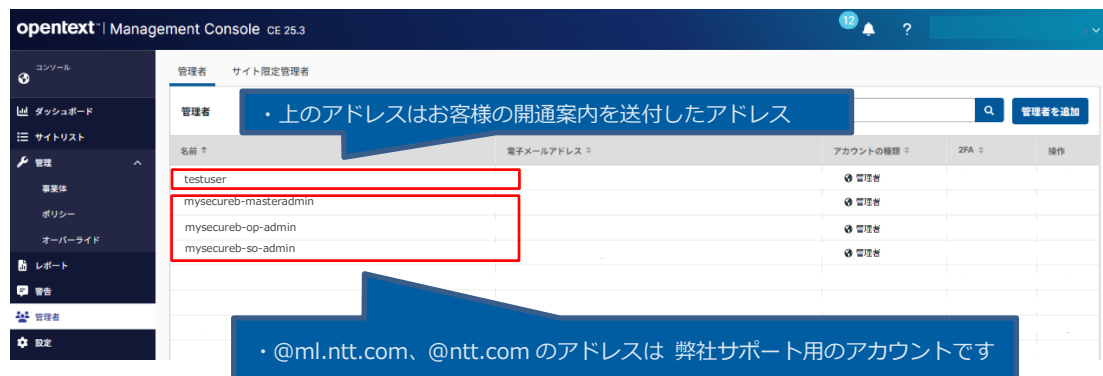 opentext™ | Management Console CE 25.3
12
?
コンソール
ダッシュボード
サイトリスト
管理
事業体
ポリシー
オーバーライド
レポート
警告
管理者
設定
管理者 サイト限定管理者
管理者
・上のアドレスはお客様の開通案内を送付したアドレス
管理者を追加
名前 電子メールアドレス アカウントの種類 2FA 操作
testuser 管理者
mysecureb-masteradmin 管理者
mysecureb-op-admin 管理者
mysecureb-so-admin 管理者
・@ml.ntt.com、@ntt.com のアドレスは 弊社サポート用のアカウントです